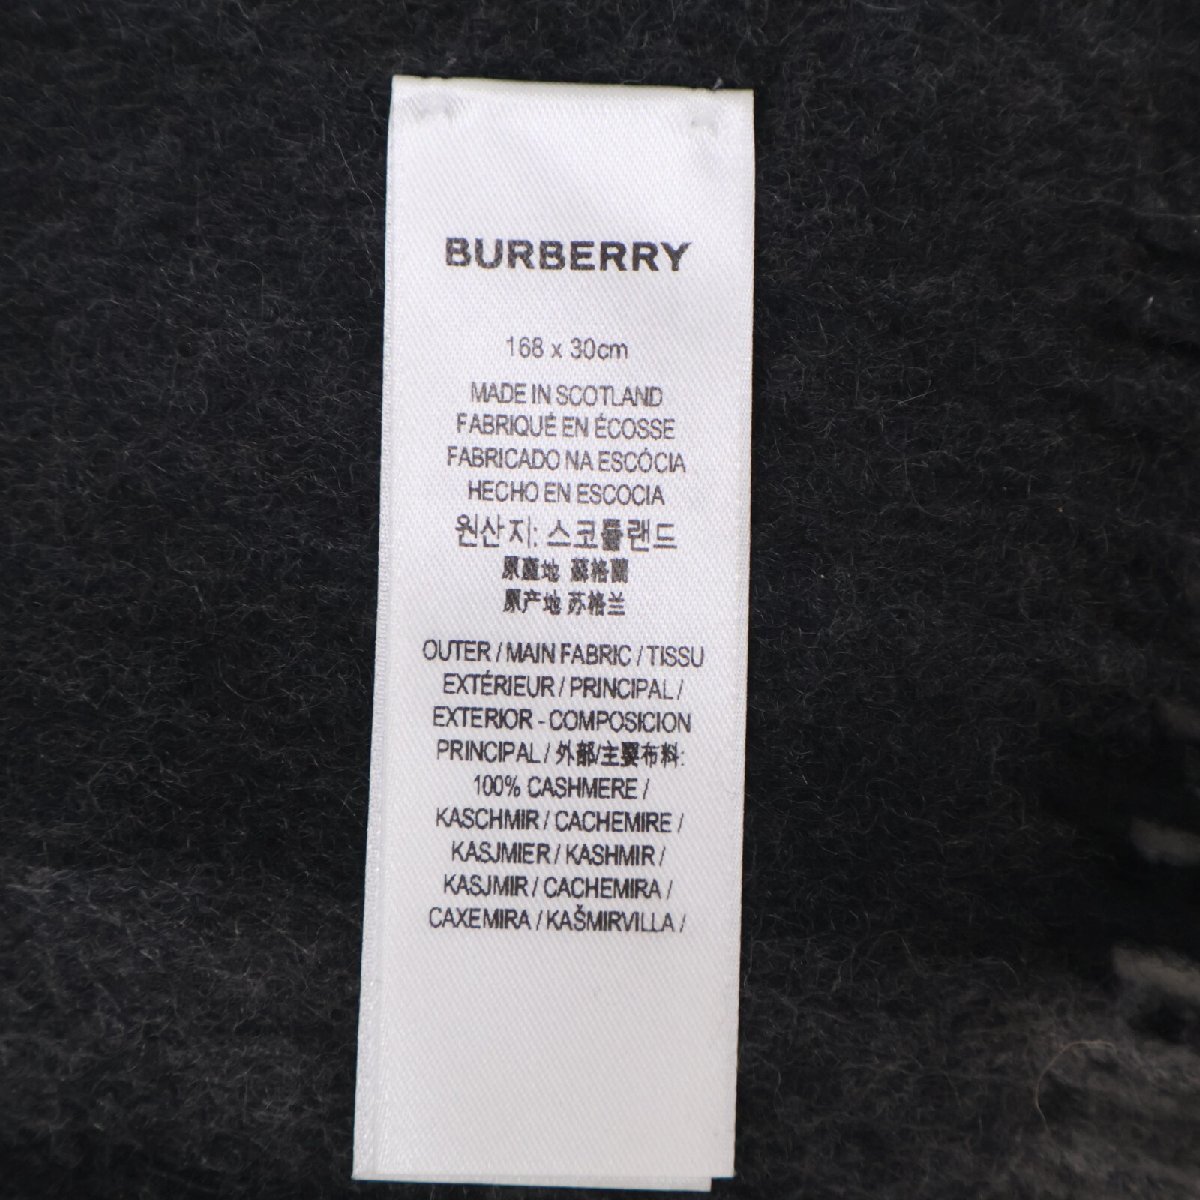 BURBERRY
168 x 30cm
MADE IN SCOTLAND
FABRIQUÉ EN ÉCOSSE
FABRICADO NA ESCÓCIA
HECHO EN ESCOCIA
원산지: 스코틀랜드
原產地 蘇格蘭
原产地 苏格兰
OUTER / MAIN FABRIC / TISSU
EXTÉRIEUR / PRINCIPAL /
EXTERIOR - COMPOSICION
PRINCIPAL / 外部/主要布料:
100% CASHMERE /
KASCHMIR / CACHEMIRE /
KASJMIER / KASHMIR /
KASJMIR / CACHEMIRA /
CAXEMIRA / KAŠMIRVILLA /